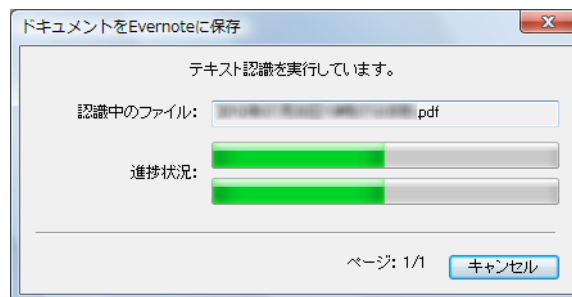 ドキュメントをEvernoteに保存
テキスト認識を実行しています。
認識中のファイル: .pdf
進捗状況:
ページ: 1/1 キャンセル